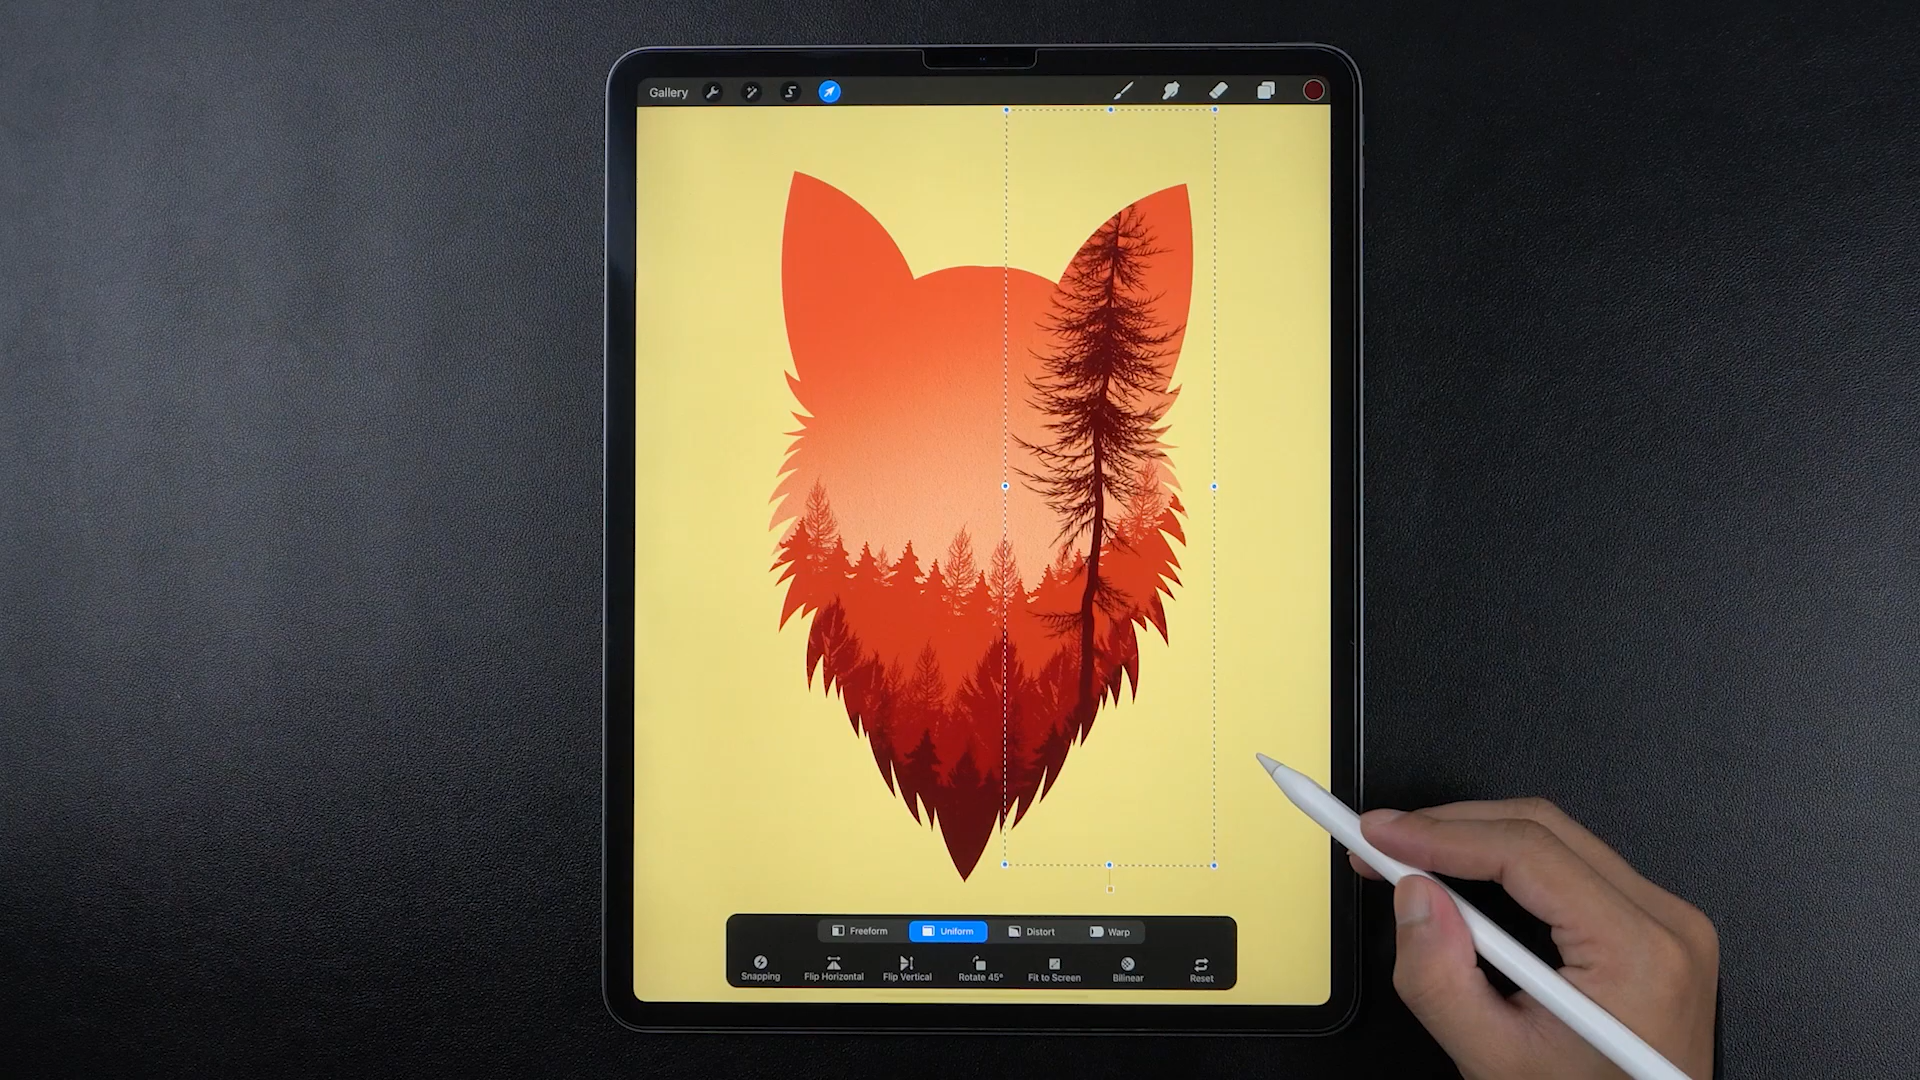 Gallery
Freeform Uniform Distort Warp
Snapping Flip Horizontal Flip Vertical Rotate 45° Fit to Screen Bilinear Reset